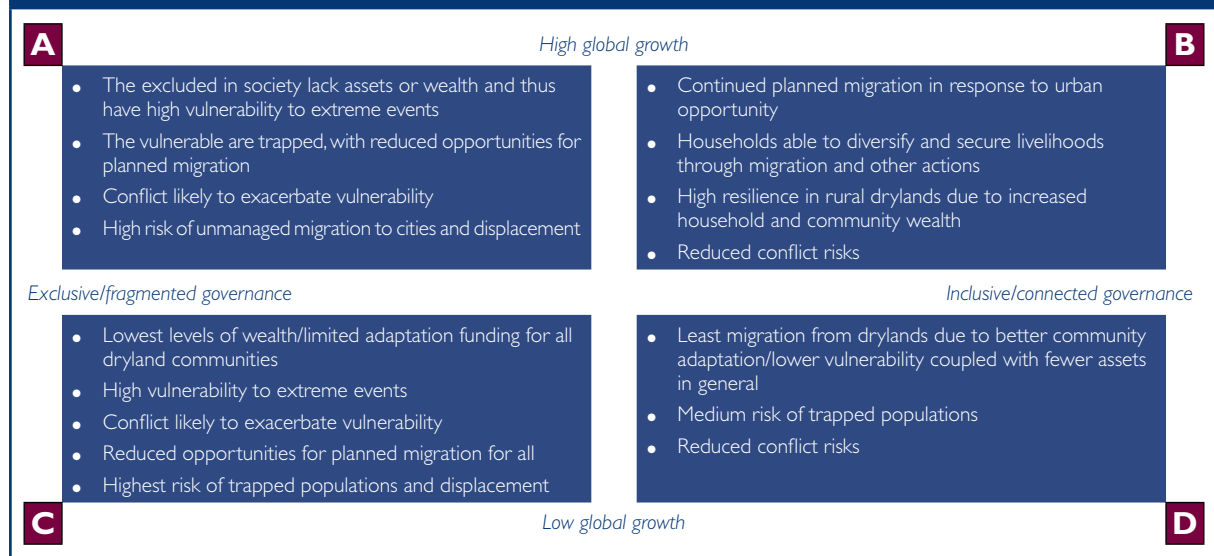 A
High global growth
B
• The excluded in society lack assets or wealth and thus
have high vulnerability to extreme events
• The vulnerable are trapped, with reduced opportunities for
planned migration
• Conflict likely to exacerbate vulnerability
• High risk of unmanaged migration to cities and displacement
• Continued planned migration in response to urban
opportunity
• Households able to diversify and secure livelihoods
through migration and other actions
• High resilience in rural drylands due to increased
household and community wealth
• Reduced conflict risks
Exclusive/fragmented governance
Inclusive/connected governance
• Lowest levels of wealth/limited adaptation funding for all
dryland communities
• High vulnerability to extreme events
• Conflict likely to exacerbate vulnerability
• Reduced opportunities for planned migration for all
• Highest risk of trapped populations and displacement
• Least migration from drylands due to better community
adaptation/lower vulnerability coupled with fewer assets
in general
• Medium risk of trapped populations
• Reduced conflict risks
C
Low global growth
D